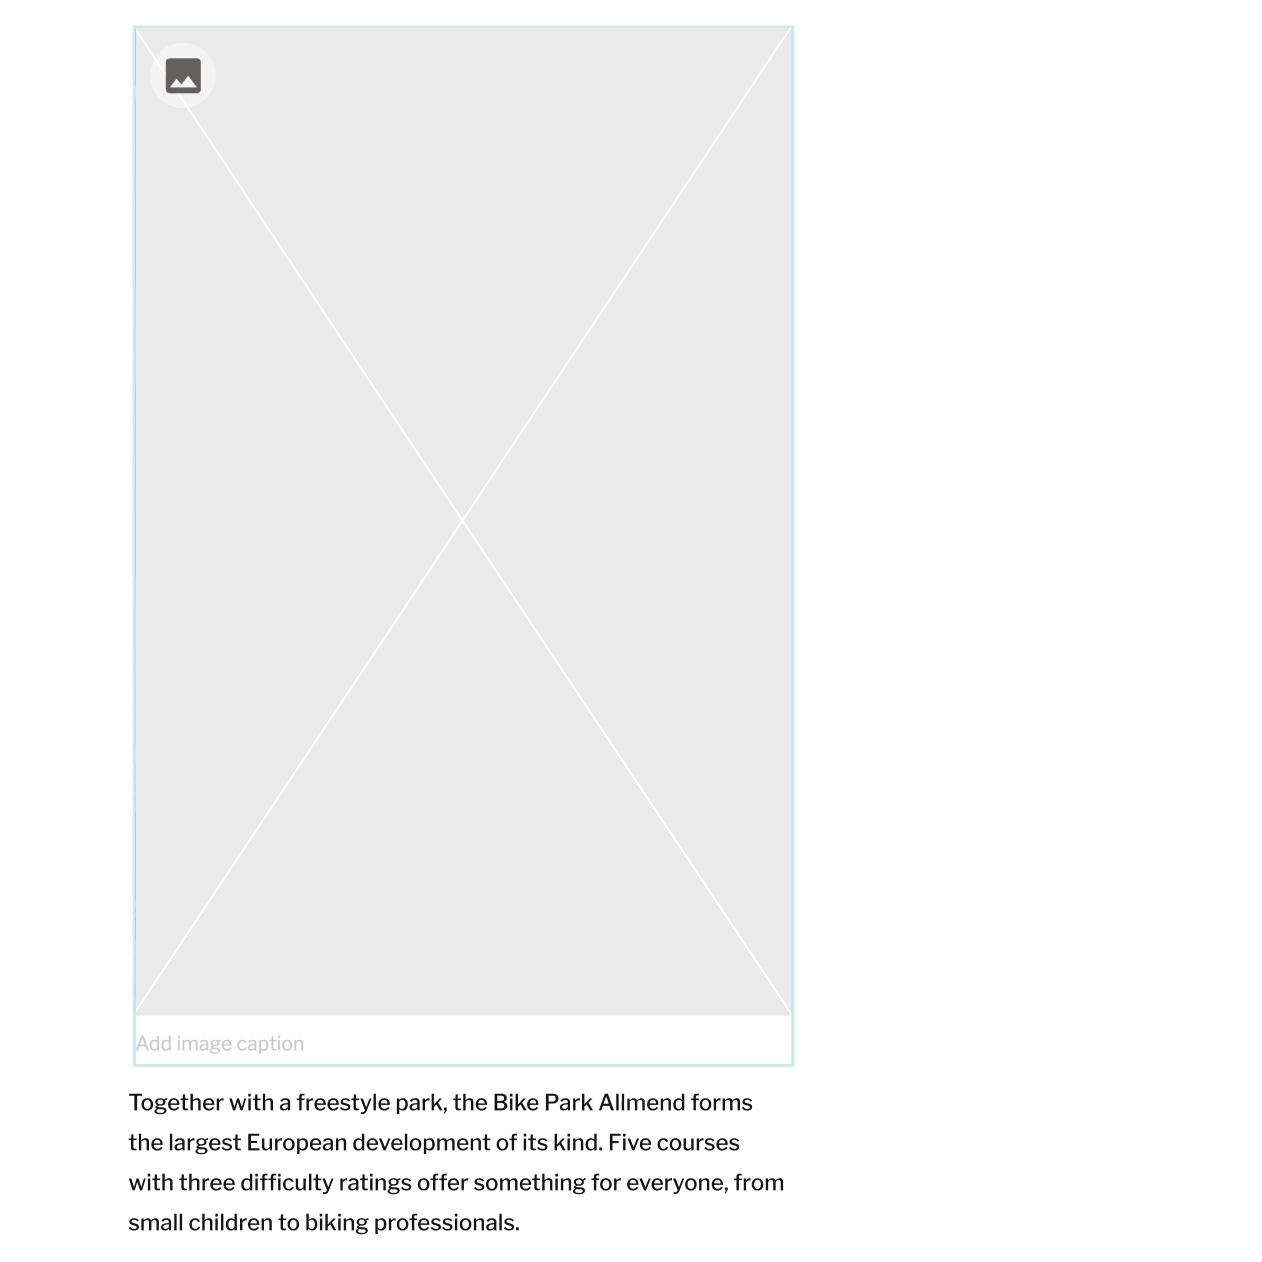 Add image caption
Together with a freestyle park, the Bike Park Allmend forms
the largest European development of its kind. Five courses
with three difficulty ratings offer something for everyone, from
small children to biking professionals.